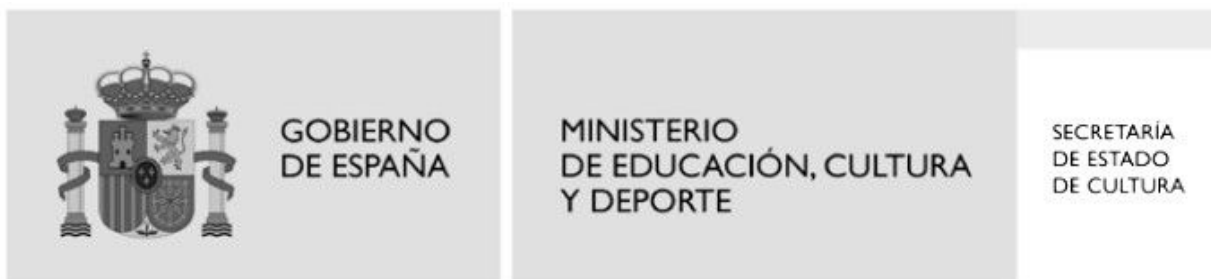 GOBIERNO
DE ESPAÑA
MINISTERIO
DE EDUCACIÓN, CULTURA
Y DEPORTE
SECRETARÍA
DE ESTADO
DE CULTURA